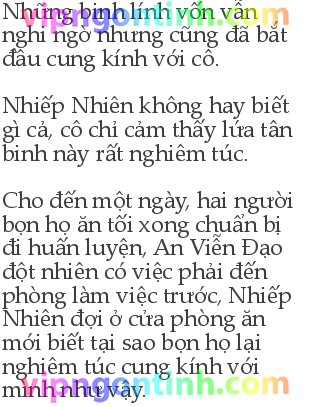 vipngontinh.com
Những binh lính vốn vẫn
nghi ngờ nhưng cũng đã bắt
đầu cung kính với cô.
Nhiếp Nhiên không hay biết
gì cả, cô chỉ cảm thấy lứa tân
binh này rất nghiêm túc.
Cho đến một ngày, hai người
bọn họ ăn tối xong chuẩn bị
đi huấn luyện, An Viễn Đạo
đột nhiên có việc phải đến
phòng làm việc trước, Nhiếp
Nhiên đợi ở cửa phòng ăn
mới biết tại sao bọn họ lại
nghiêm túc cung kính với
mình như vậy.
vipngontinh.com